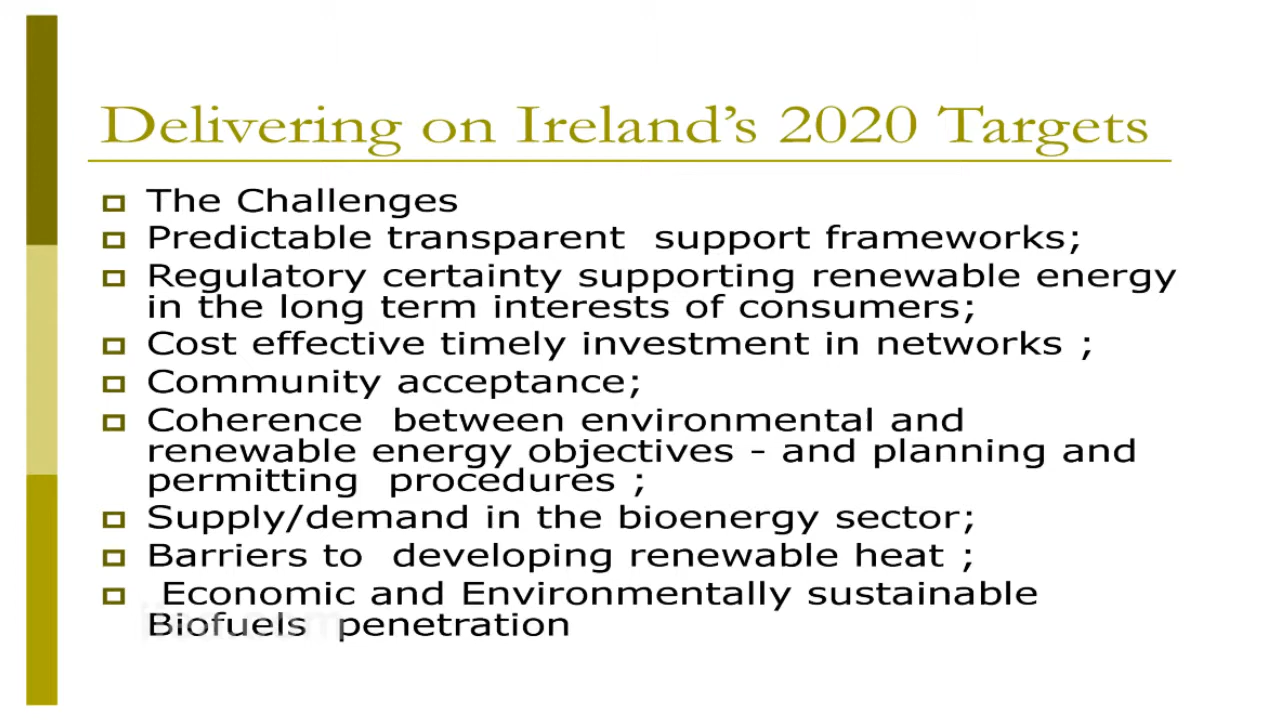 Delivering on Ireland's 2020 Targets
The Challenges
Predictable transparent support frameworks;
Regulatory certainty supporting renewable energy
in the long term interests of consumers;
Cost effective timely investment in networks ;
Community acceptance;
Coherence between environmental and
renewable energy objectives - and planning and
permitting procedures ;
Supply/demand in the bioenergy sector;
Barriers to developing renewable heat ;
Economic and Environmentally sustainable
Biofuels penetration